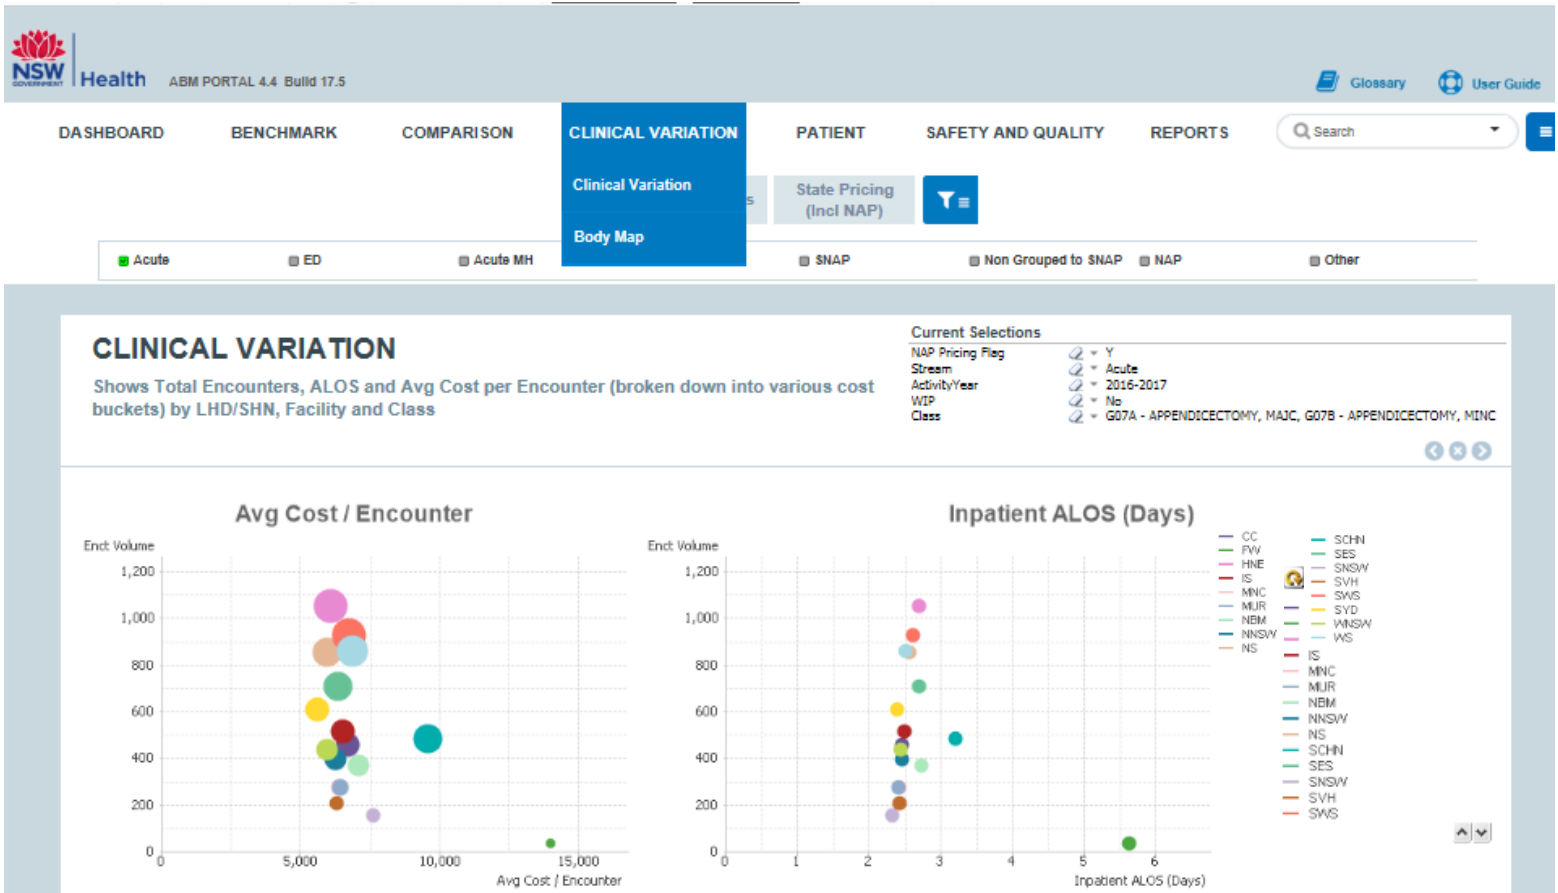 NSW
GOVERNMENT
Health
ABM PORTAL 4.4 Build 17.5
Glossary
User Guide
DASHBOARD
BENCHMARK
COMPARISON
CLINICAL VARIATION
PATIENT
SAFETY AND QUALITY
REPORTS
Search
Clinical Variation
Body Map
s
State Pricing
(Incl NAP)
Acute
ED
Acute MH
SNAP
Non Grouped to SNAP
NAP
Other
CLINICAL VARIATION
Shows Total Encounters, ALOS and Avg Cost per Encounter (broken down into various cost
buckets) by LHD/SHN, Facility and Class
Current Selections
NAP Pricing Flag Y
Stream Acute
ActivityYear 2016-2017
WIP No
Class G07A - APPENDICECTOMY, MAJC, G07B - APPENDICECTOMY, MINC
Avg Cost / Encounter
Enct Volume
1,200
1,000
800
600
400
200
0
0 5,000 10,000 15,000
Avg Cost / Encounter
Inpatient ALOS (Days)
Enct Volume
1,200
1,000
800
600
400
200
0
0 1 2 3 4 5 6
Inpatient ALOS (Days)
CC
FW
HNE
IS
MNC
MUR
NBM
NNSW
NS
SCHN
SES
SNSW
SVH
SWS
SYD
WNSW
WS
IS
MNC
MUR
NBM
NNSW
NS
SCHN
SES
SNSW
SVH
SWS